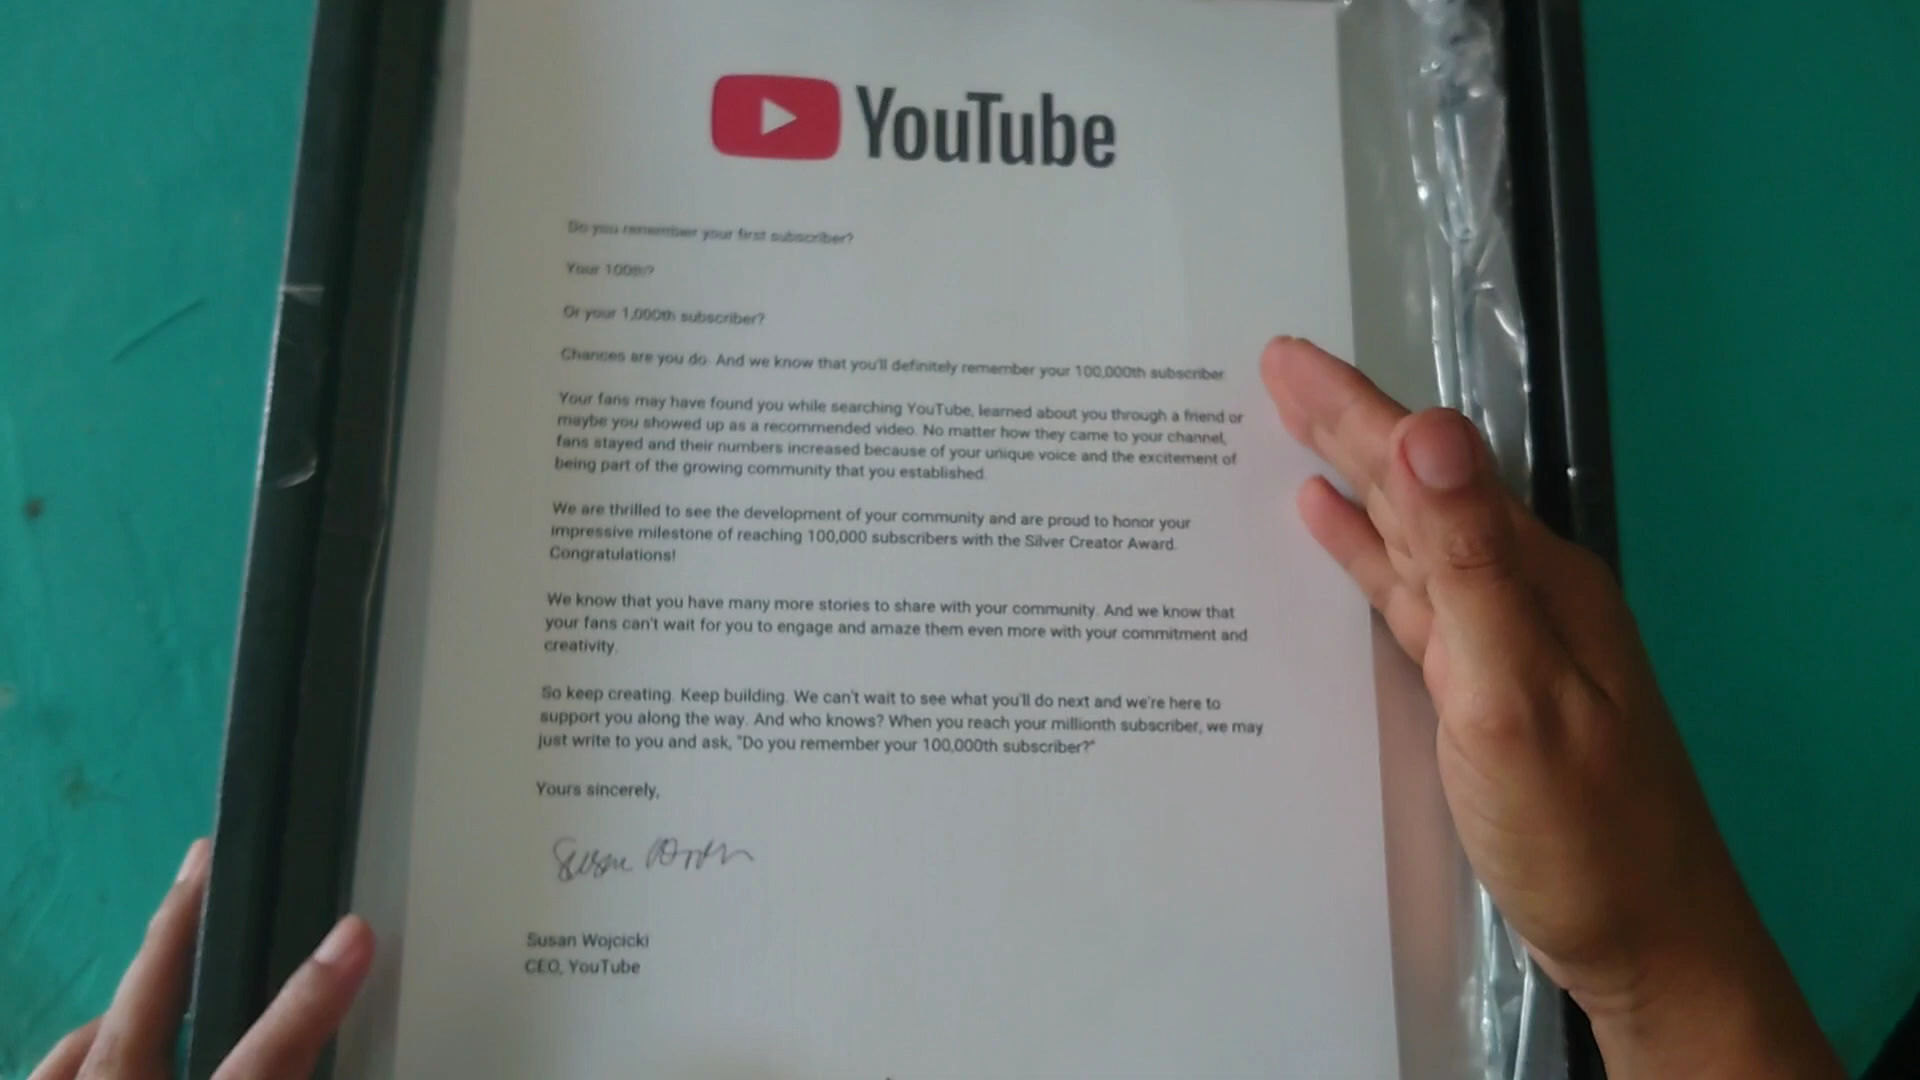 YouTube
Do you remember your first subscriber?
Your 100th?
Or your 1,000th subscriber?
Chances are you do. And we know that you'll definitely remember your 100,000th subscriber.
Your fans may have found you while searching YouTube, learned about you through a friend or
maybe you showed up as a recommended video. No matter how they came to your channel,
fans stayed and their numbers increased because of your unique voice and the excitement of
being part of the growing community that you established.
We are thrilled to see the development of your community and are proud to honor your
impressive milestone of reaching 100,000 subscribers with the Silver Creator Award.
Congratulations!
We know that you have many more stories to share with your community. And we know that
your fans can't wait for you to engage and amaze them even more with your commitment and
creativity.
So keep creating. Keep building. We can't wait to see what you'll do next and we're here to
support you along the way. And who knows? When you reach your millionth subscriber, we may
just write to you and ask, "Do you remember your 100,000th subscriber?"
Yours sincerely,
Susan Wojcicki
CEO, YouTube